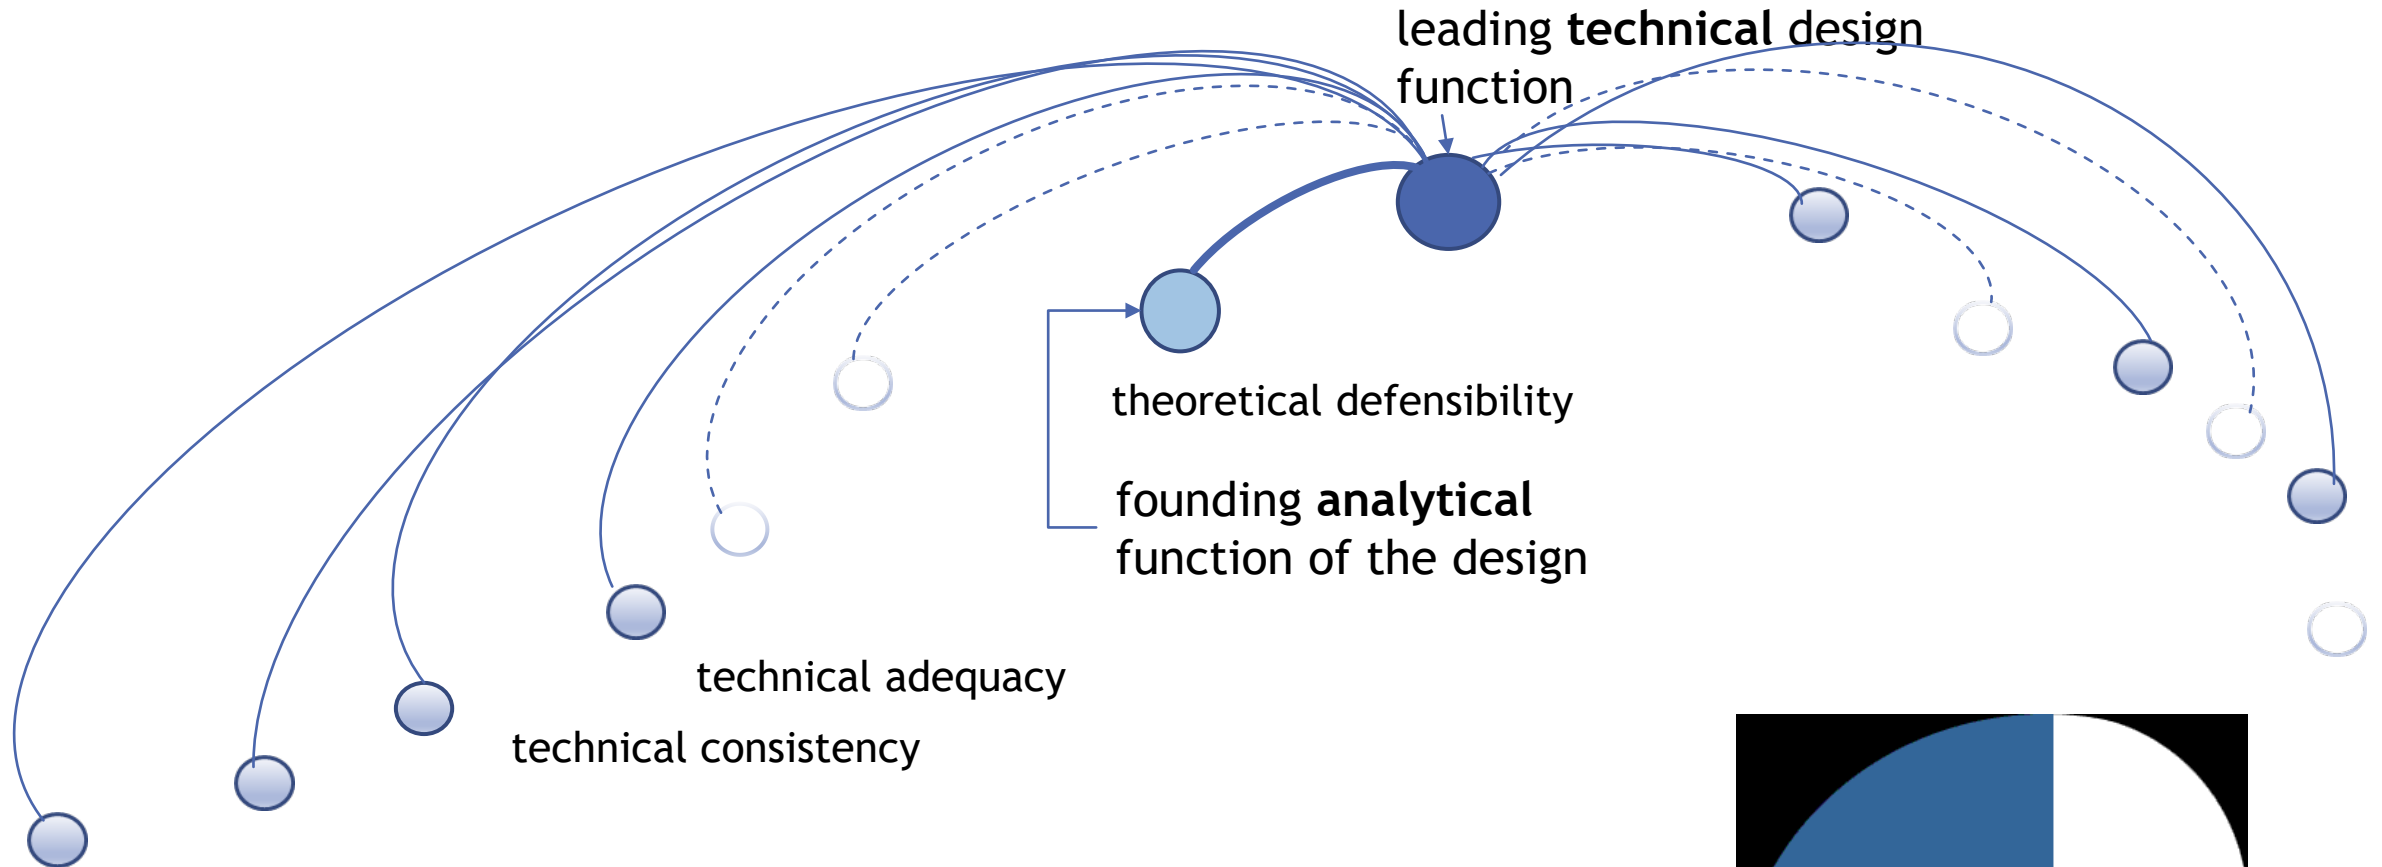 leading technical design
function
theoretical defensibility
founding analytical
function of the design
technical adequacy
technical consistency